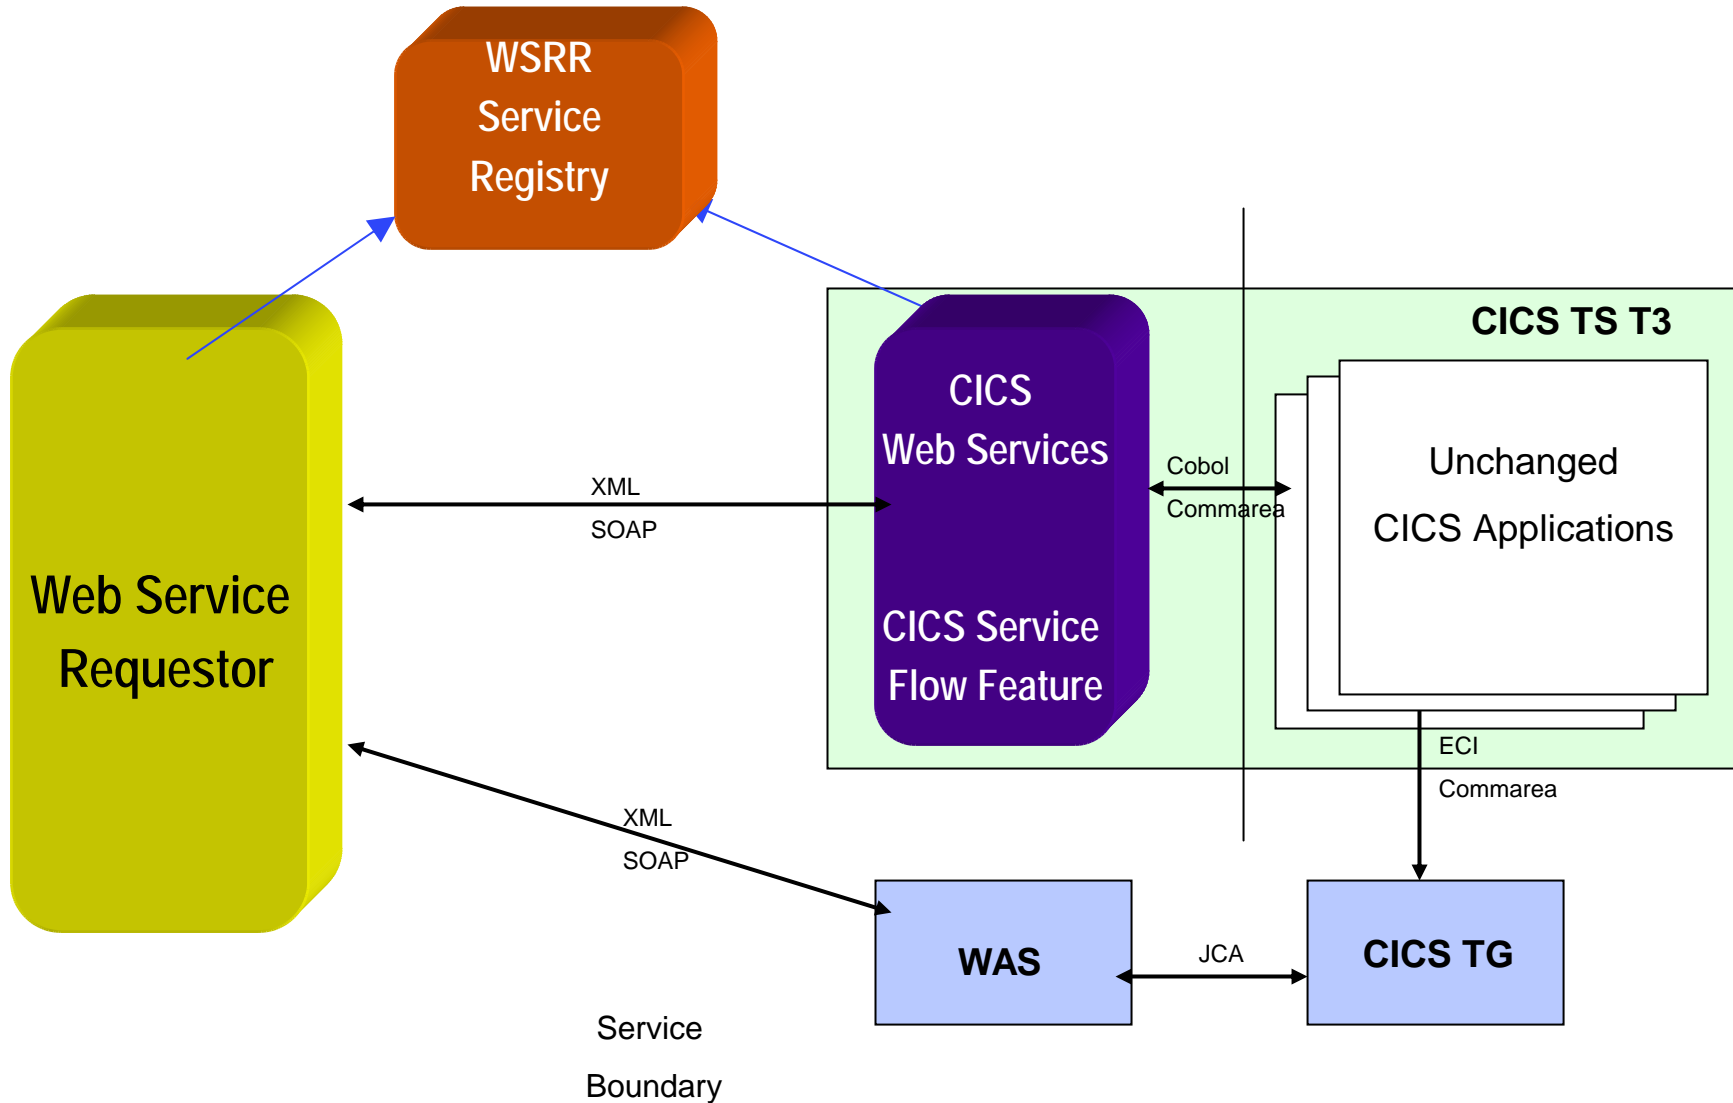 WSRR
Service
Registry
CICS TS T3
CICS
Web Services
CICS Service
Flow Feature
Cobol
Commarea
Unchanged
CICS Applications
XML
SOAP
Web Service
Requestor
ECI
Commarea
XML
SOAP
WAS
JCA
CICS TG
Service
Boundary